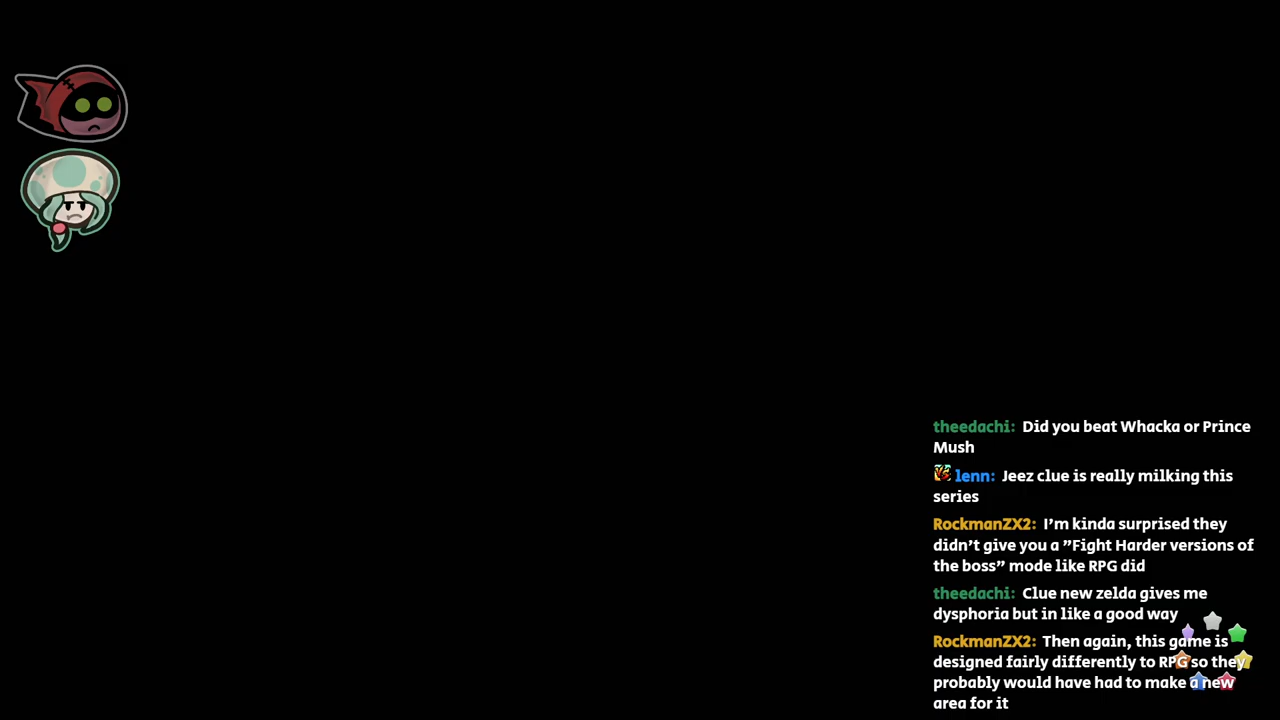 theedachi: Did you beat Whacka or Prince
Mush
lenn: Jeez clue is really milking this
series
RockmanZX2: I'm kinda surprised they
didn't give you a "Fight Harder versions of
the boss" mode like RPG did
theedachi: Clue new zelda gives me
dysphoria but in like a good way
RockmanZX2: Then again, this game is
designed fairly differently to RPG so they
probably would have had to make a new
area for it